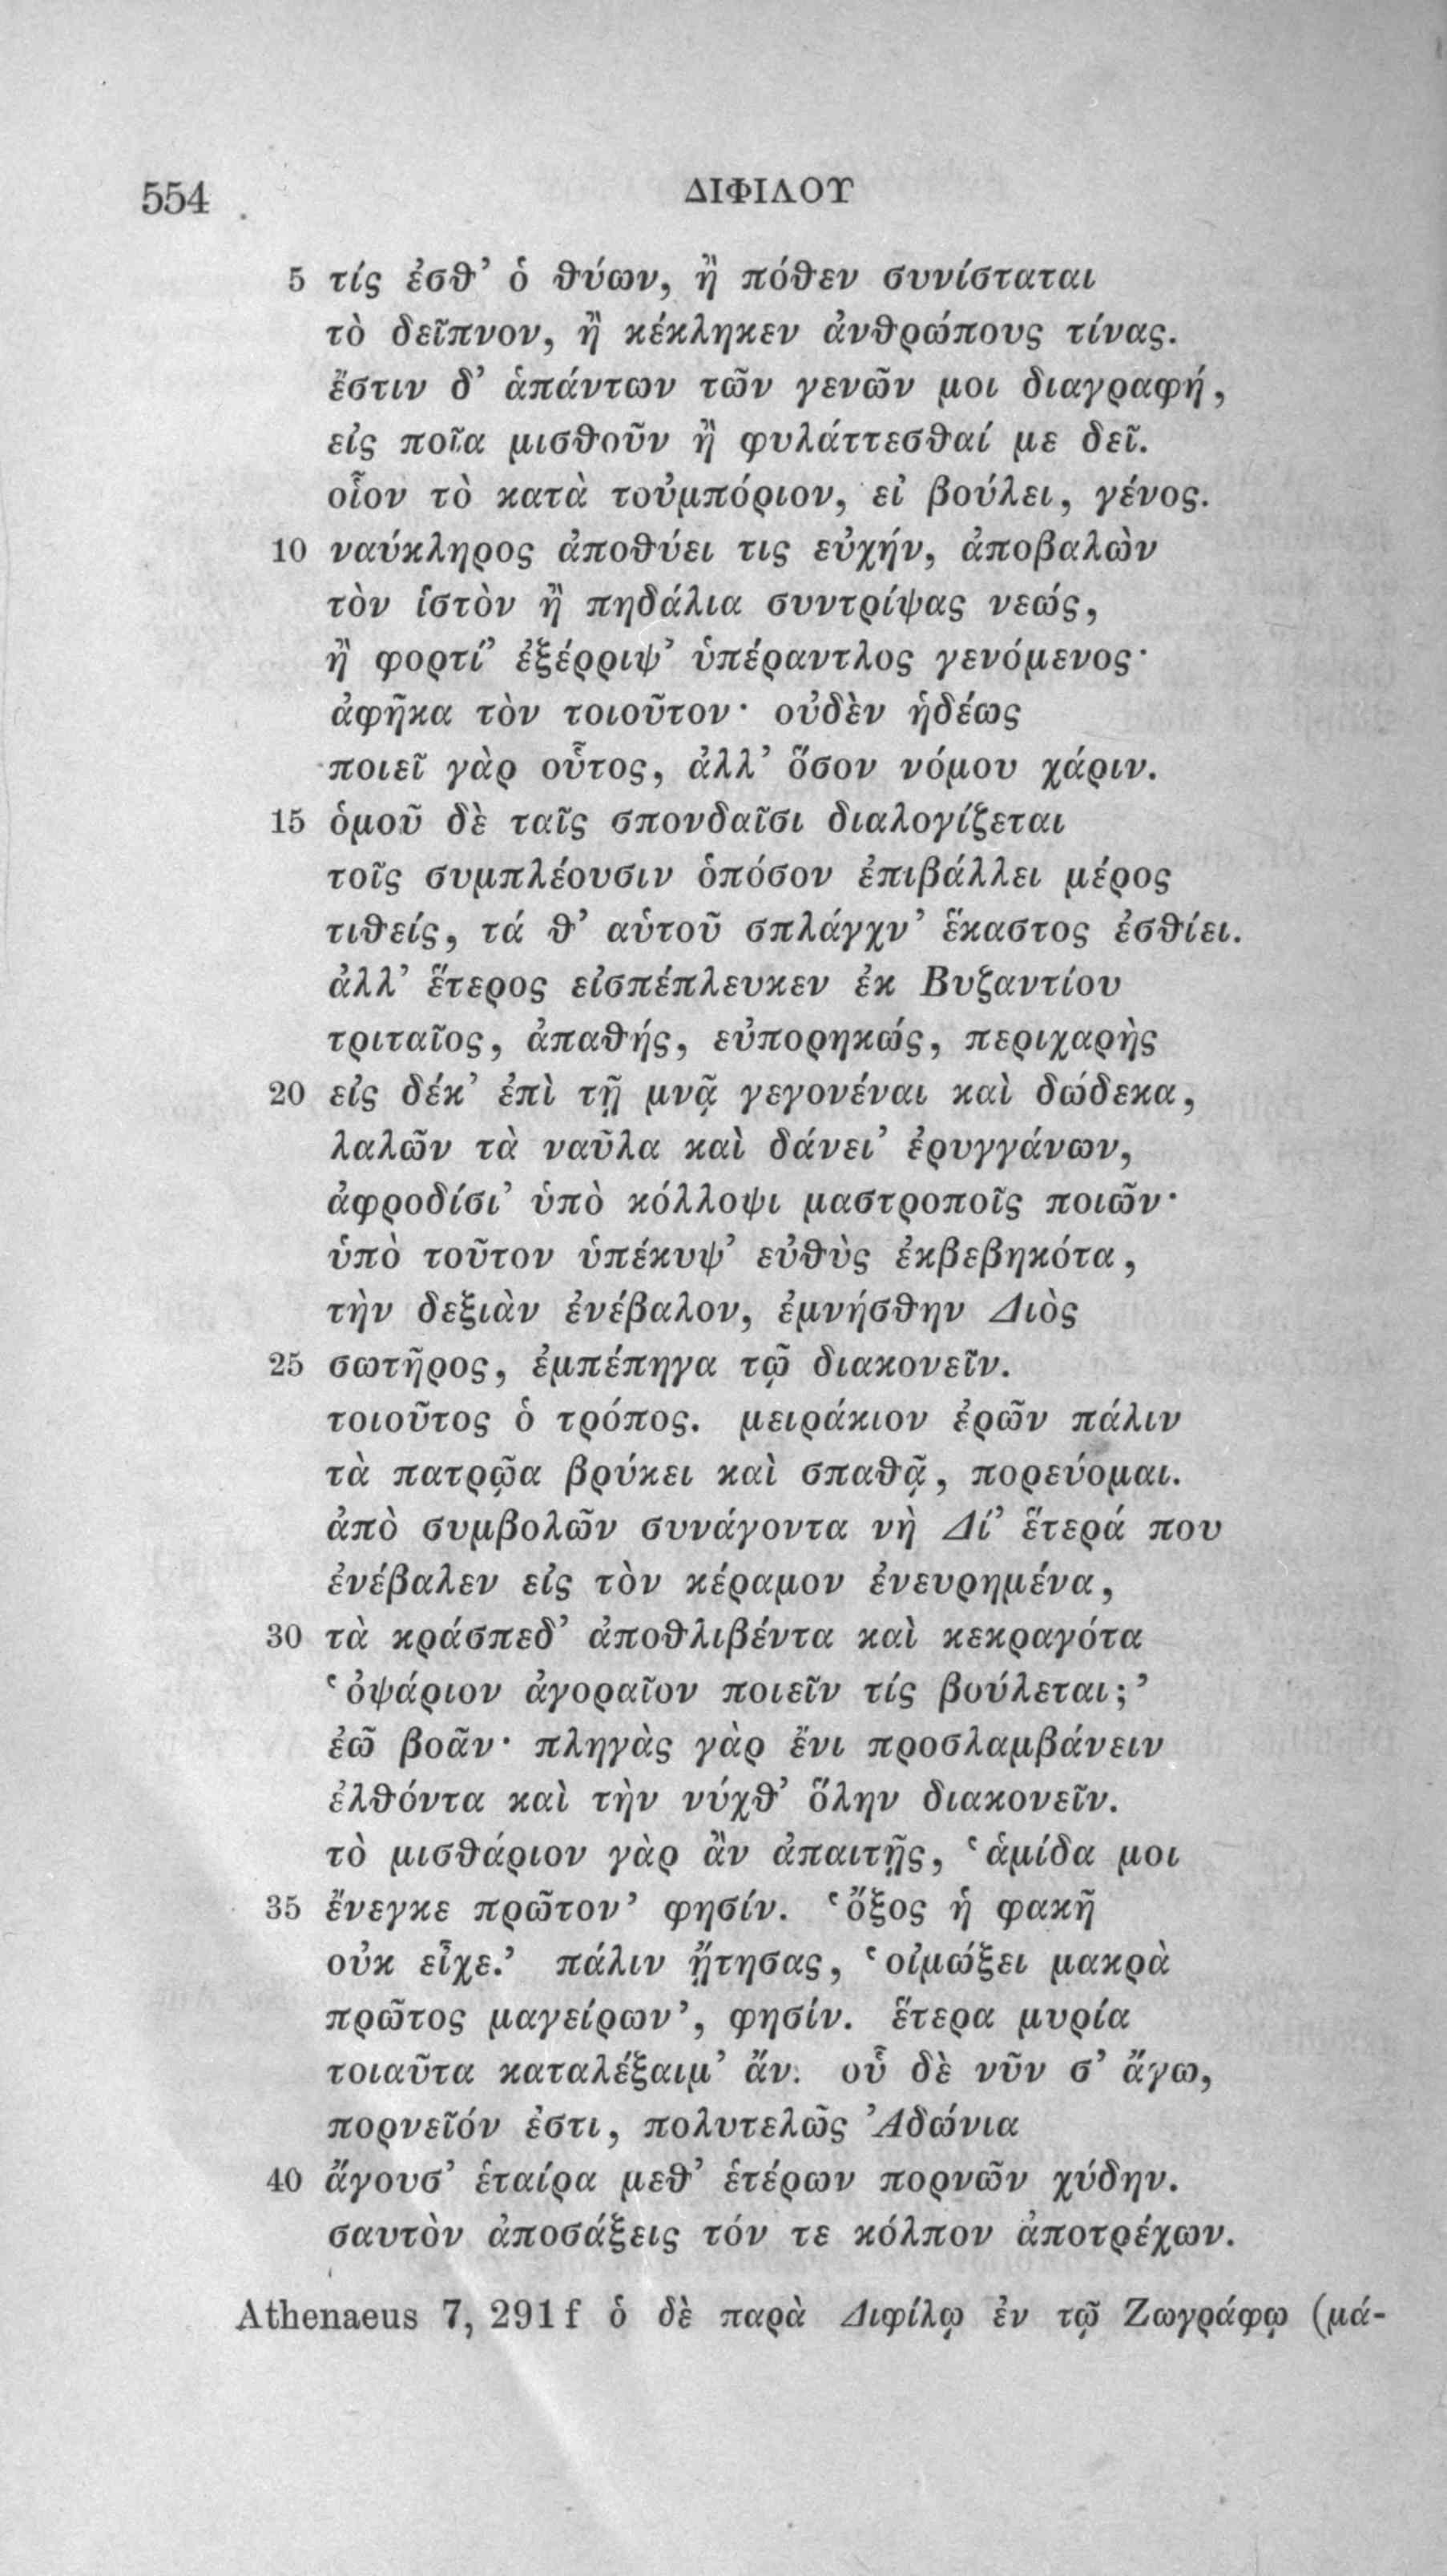 554 ΔΙΦΙΛΟΥ
5 τίς ἐσθ’ ὁ θύων, ἢ πόθεν συνίσταται
τὸ δεῖπνον, ἢ κέκληκεν ἀνθρώπους τίνας.
ἔστιν δ’ ἁπάντων τῶν γενῶν μοι διαγραφή,
εἰς ποῖα μισθοῦν ἢ φυλάττεσθαί με δεῖ.
οἷον τὸ κατὰ τοὐμπόριον, εἰ βούλει, γένος.
10 ναύκληρος ἀποθύει τις εὐχήν, ἀποβαλὼν
τὸν ἱστὸν ἢ πηδάλια συντρίψας νεώς,
ἢ φορτί’ ἐξέρριψ’ ὑπέραντλος γενόμενος·
ἀφῆκα τὸν τοιοῦτον· οὐδὲν ἡδέως
ποιεῖ γὰρ οὗτος, ἀλλ’ ὅσον νόμου χάριν.
15 ὁμοῦ δὲ ταῖς σπονδαῖσι διαλογίζεται
τοῖς συμπλέουσιν ὁπόσον ἐπιβάλλει μέρος
τιθείς, τά θ’ αὑτοῦ σπλάγχν’ ἕκαστος ἐσθίει.
ἀλλ’ ἕτερος εἰσπέπλευκεν ἐκ Βυζαντίου
τριταῖος, ἀπαθής, εὐπορηκώς, περιχαρὴς
20 εἰς δέκ’ ἐπὶ τῇ μνᾷ γεγονέναι καὶ δώδεκα,
λαλῶν τὰ ναῦλα καὶ δάνει’ ἐρυγγάνων,
ἀφροδίσι’ ὑπὸ κόλλοψι μαστροποῖς ποιῶν·
ὑπὸ τοῦτον ὑπέκυψ’ εὐθὺς ἐκβεβηκότα,
τὴν δεξιὰν ἐνέβαλον, ἐμνήσθην Διὸς
25 σωτῆρος, ἐμπέπηγα τῷ διακονεῖν.
τοιοῦτος ὁ τρόπος. μειράκιον ἐρῶν πάλιν
τὰ πατρῷα βρύκει καὶ σπαθᾷ, πορεύομαι.
ἀπὸ συμβολῶν συνάγοντα νὴ Δί’ ἕτερά που
ἐνέβαλεν εἰς τὸν κέραμον ἐνευρημένα,
30 τὰ κράσπεδ’ ἀποθλιβέντα καὶ κεκραγότα
‘ὀψάριον ἀγοραῖον ποιεῖν τίς βούλεται;’
ἐῶ βοᾶν· πληγὰς γὰρ ἔνι προσλαμβάνειν
ἐλθόντα καὶ τὴν νύχθ’ ὅλην διακονεῖν.
τὸ μισθάριον γὰρ ἂν ἀπαιτῇς, ‘ἁμίδα μοι
35 ἔνεγκε πρῶτον’ φησίν. ‘ὄξος ἡ φακῆ
οὐκ εἶχε.’ πάλιν ᾔτησας, ‘οἰμώξει μακρὰ
πρῶτος μαγείρων’, φησίν. ἕτερα μυρία
τοιαῦτα καταλέξαιμ’ ἄν. οὗ δὲ νῦν σ’ ἄγω,
πορνεῖόν ἐστι, πολυτελῶς Ἀδώνια
40 ἄγουσ’ ἑταίρα μεθ’ ἑτέρων πορνῶν χύδην.
σαυτὸν ἀποσάξεις τόν τε κόλπον ἀποτρέχων.
Athenaeus 7, 291f ὁ δὲ παρὰ Διφίλῳ ἐν τῷ Ζωγράφῳ (μά-